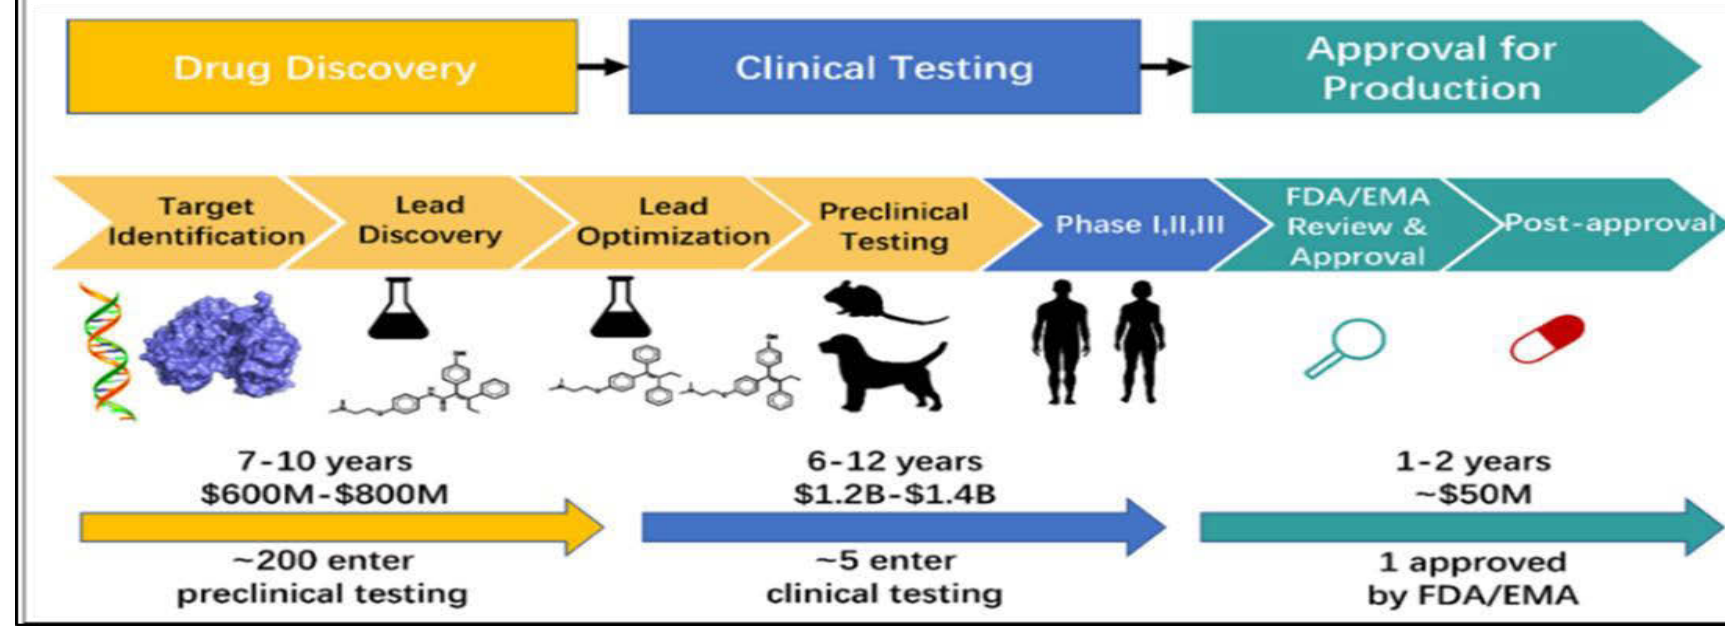 Drug Discovery
Clinical Testing
Approval for
Production
Target
Identification
Lead
Discovery
Lead
Optimization
Preclinical
Testing
Phase I,II,III
FDA/EMA
Review &
Approval
Post-approval
7-10 years
$600M-$800M
~200 enter
preclinical testing
6-12 years
$1.2B-$1.4B
~5 enter
clinical testing
1-2 years
~$50M
1 approved
by FDA/EMA